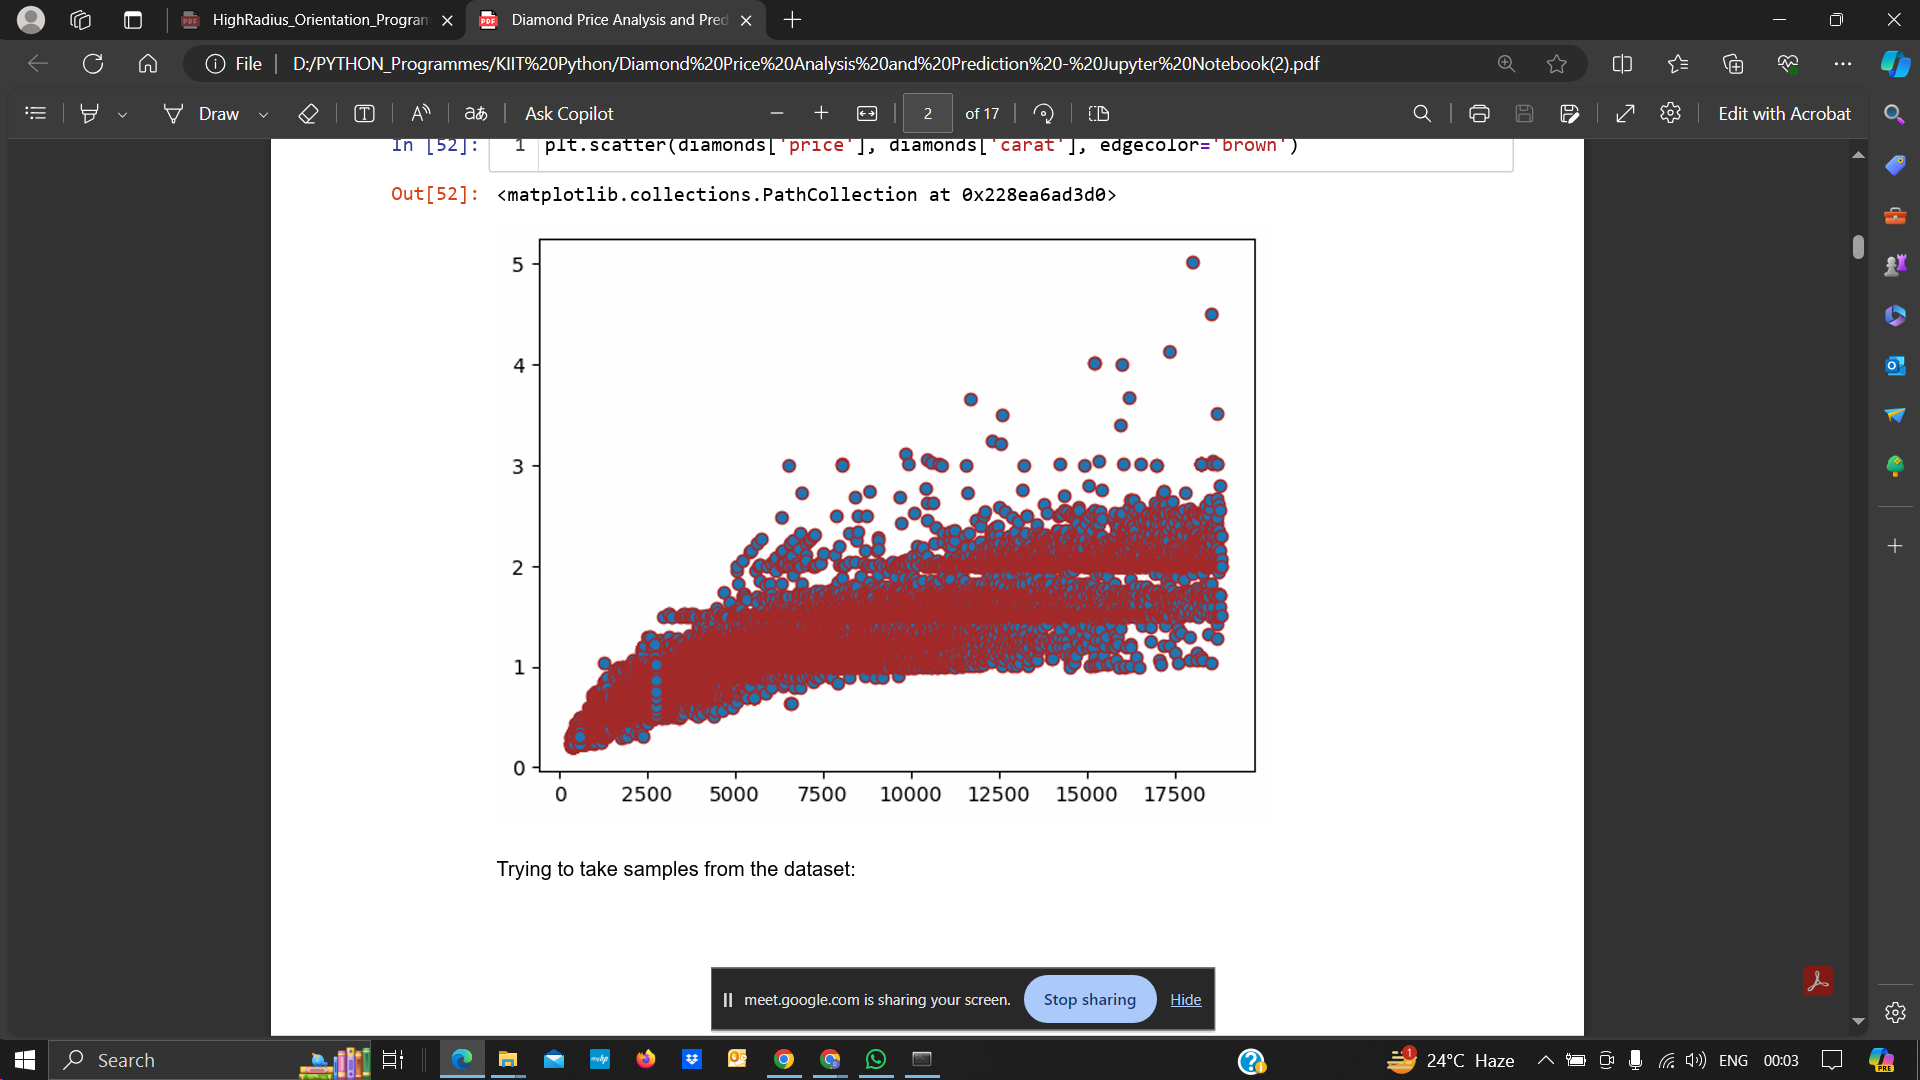 HighRadius_Orientation_Program
Diamond Price Analysis and Pred
File
D:/PYTHON_Programmes/KIIT%20Python/Diamond%20Price%20Analysis%20and%20Prediction%20-%20Jupyter%20Notebook(2).pdf
Draw
Ask Copilot
2
of 17
Edit with Acrobat
In [52]:
1 plt.scatter(diamonds['price'], diamonds['carat'], edgecolor='brown')
Out[52]: <matplotlib.collections.PathCollection at 0x228ea6ad3d0>
5
4
3
2
1
0
0 2500 5000 7500 10000 12500 15000 17500
Trying to take samples from the dataset:
meet.google.com is sharing your screen.
Stop sharing
Hide
Search
1
24°C Haze
ENG
00:03
PRE